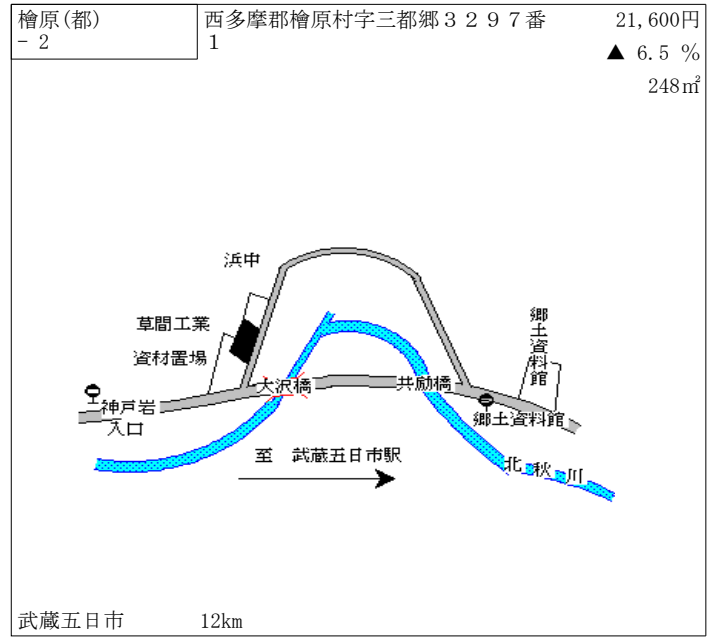 檜原(都)
- 2
西多摩郡檜原村字三都郷３２９７番
１
21,600円
▲ 6.5 %
248㎡
浜中
草間工業
資材置場
郷土資料館
大沢橋
共励橋
神戸岩
入口
郷土資料館
至　武蔵五日市駅
北秋川
武蔵五日市
12km